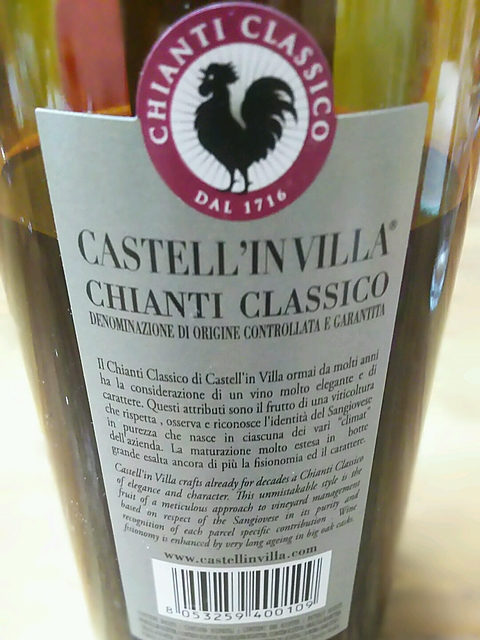 CHIANTI CLASSICO
DAL 1716
CASTELL'IN VILLA®
CHIANTI CLASSICO
DENOMINAZIONE DI ORIGINE CONTROLLATA E GARANTITA
Il Chianti Classico di Castell'in Villa ormai da molti anni
ha la considerazione di un vino molto elegante e di
carattere. Questi attributi sono il frutto di una viticoltura
che rispetta , osserva e riconosce l'identità del Sangiovese
in purezza che nasce in ciascuna dei vari "climat"
dell'azienda. La maturazione molto estesa in botte
grande esalta ancora di più la fisionomia ed il carattere.
Castell'in Villa crafts already for decades a Chianti Classico
of elegance and character. This unmistakable style is the
fruit of a meticulous approach to vineyard management
based on respect of the Sangiovese in its purity and
recognition of each parcel specific contribution . Wine
fisionomy is enhanced by very long ageing in big oak casks.
www.castellinvilla.com
8 053259 400109